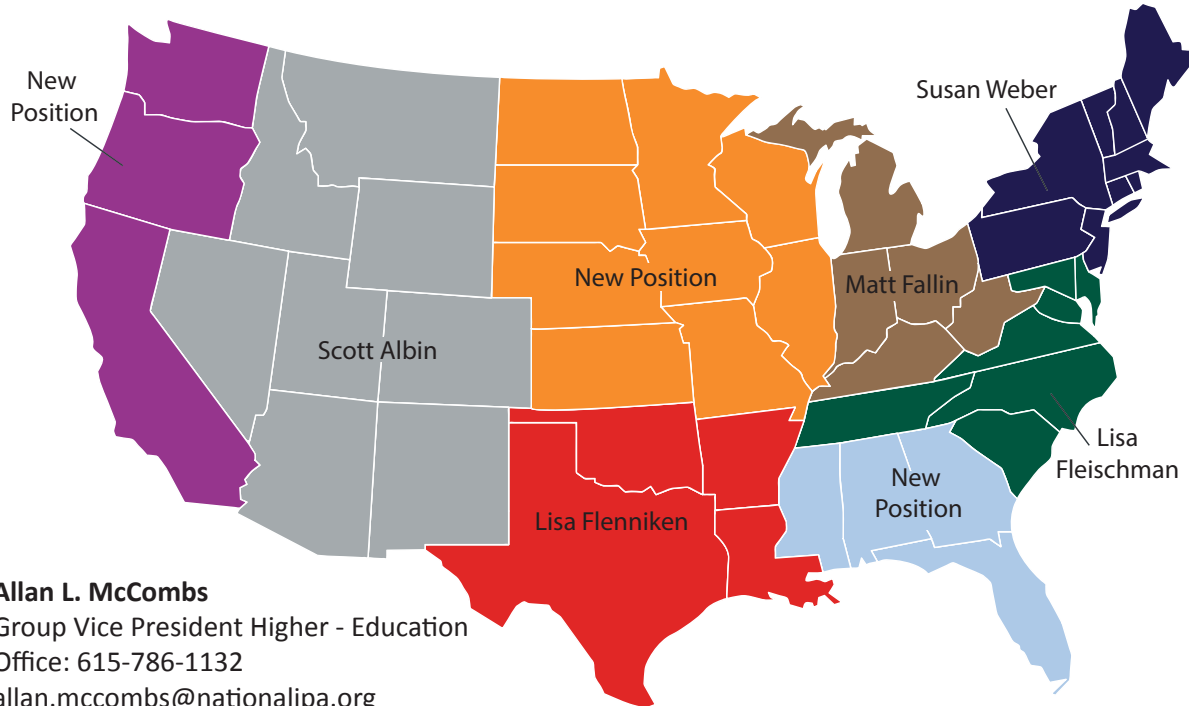 New
Position
Susan Weber
New Position
Matt Fallin
Scott Albin
Lisa
Fleischman
New
Position
Lisa Flenniken
Allan L. McCombs
Group Vice President Higher - Education
Office: 615-786-1132
allan.mccombs@nationalipa.org